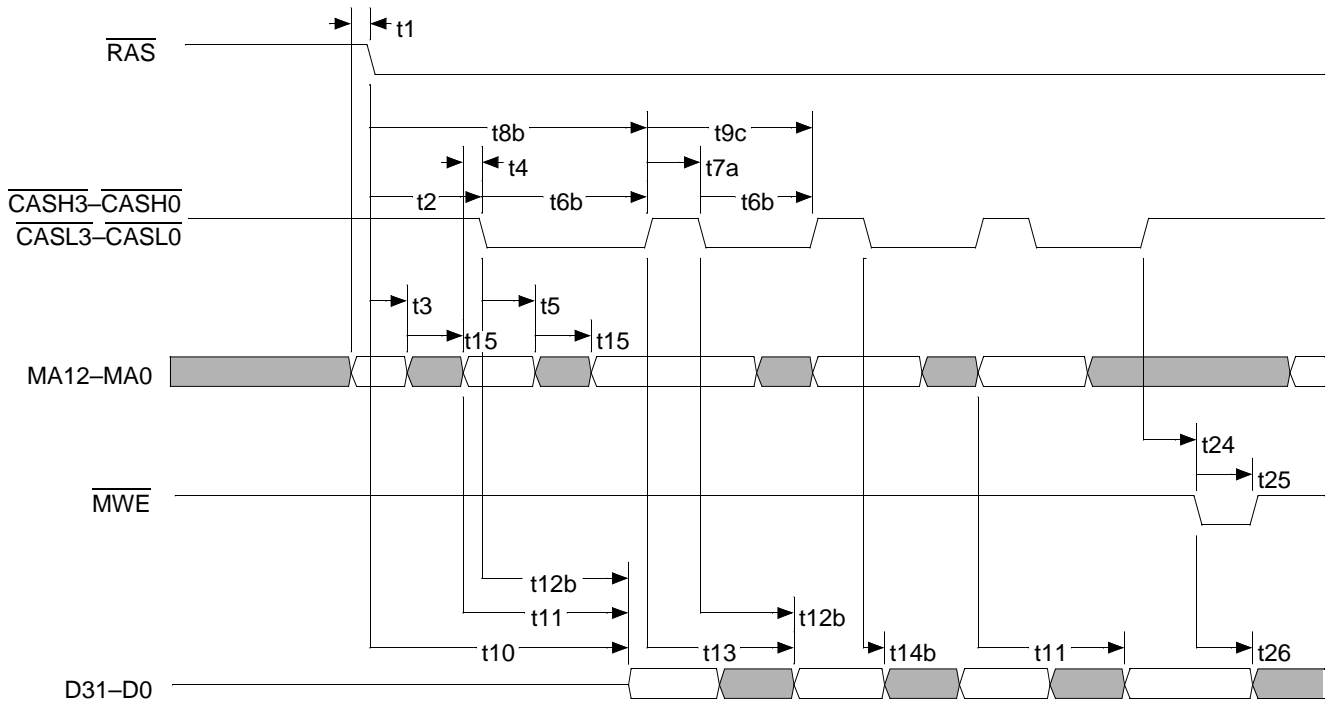 t1
RAS
t8b t9c
t4 t7a
t2 t6b t6b
CASH3–CASH0
CASL3–CASL0
t3 t5
t15 t15
MA12–MA0
t24
t25
MWE
t12b
t11 t12b
t10 t13 t14b t11 t26
D31–D0